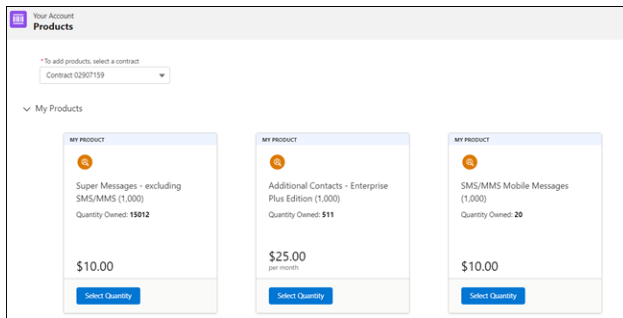 Your Account
Products
*To add products, select a contract
Contract 02907159
My Products
MY PRODUCT
Super Messages - excluding
SMS/MMS (1,000)
Quantity Owned: 15012
$10.00
Select Quantity
MY PRODUCT
Additional Contacts - Enterprise
Plus Edition (1,000)
Quantity Owned: 511
$25.00
per month
Select Quantity
MY PRODUCT
SMS/MMS Mobile Messages
(1,000)
Quantity Owned: 20
$10.00
Select Quantity